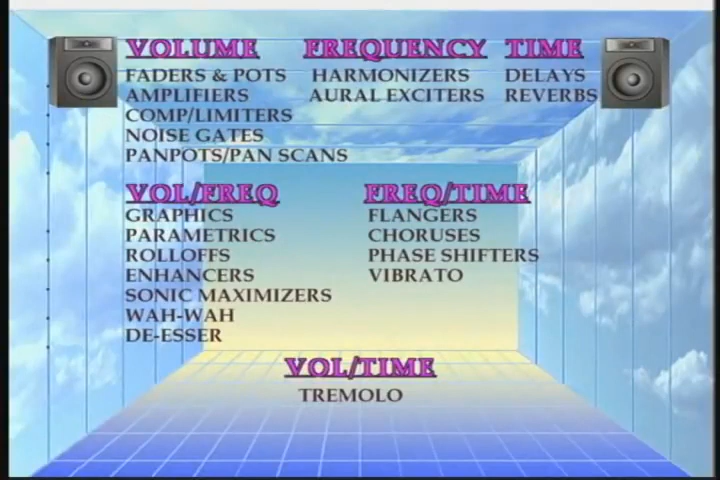 VOLUME FREQUENCY TIME
FADERS & POTS HARMONIZERS DELAYS
AMPLIFIERS AURAL EXCITERS REVERBS
COMP/LIMITERS
NOISE GATES
PANPOTS/PAN SCANS
VOL/FREQ FREQ/TIME
GRAPHICS FLANGERS
PARAMETRICS CHORUSES
ROLLOFFS PHASE SHIFTERS
ENHANCERS VIBRATO
SONIC MAXIMIZERS
WAH-WAH
DE-ESSER
VOL/TIME
TREMOLO